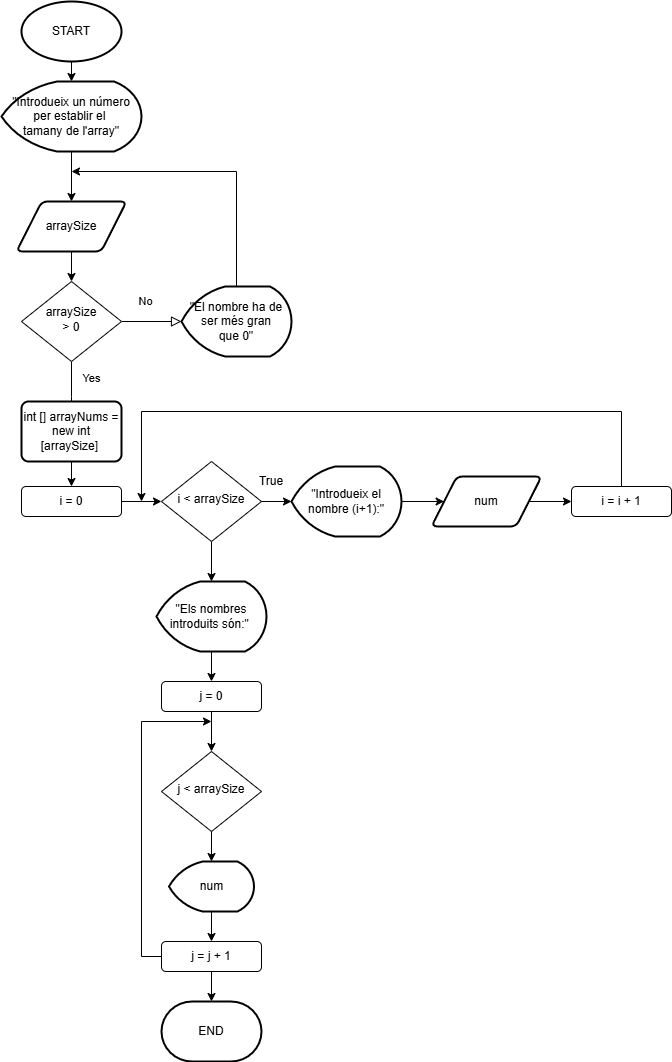 START
"Introdueix un número
per establir el
tamany de l'array"
arraySize
arraySize
> 0
No
"El nombre ha de
ser més gran
que 0"
Yes
int [] arrayNums =
new int
[arraySize]
i = 0
i < arraySize
True
"Introdueix el
nombre (i+1):"
num
i = i + 1
"Els nombres
introduits són:"
j = 0
j < arraySize
num
j = j + 1
END